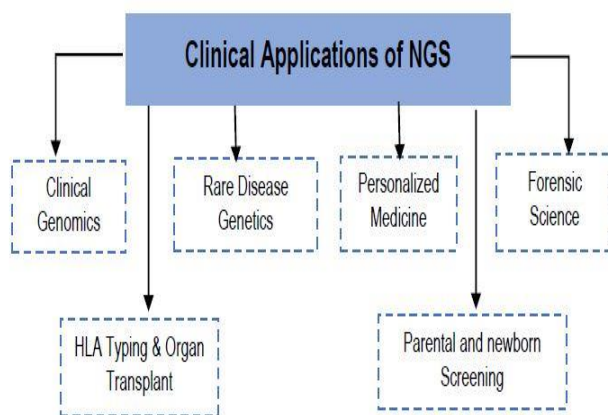 Clinical Applications of NGS
Clinical
Genomics
Rare Disease
Genetics
Personalized
Medicine
Forensic
Science
HLA Typing & Organ
Transplant
Parental and newborn
Screening